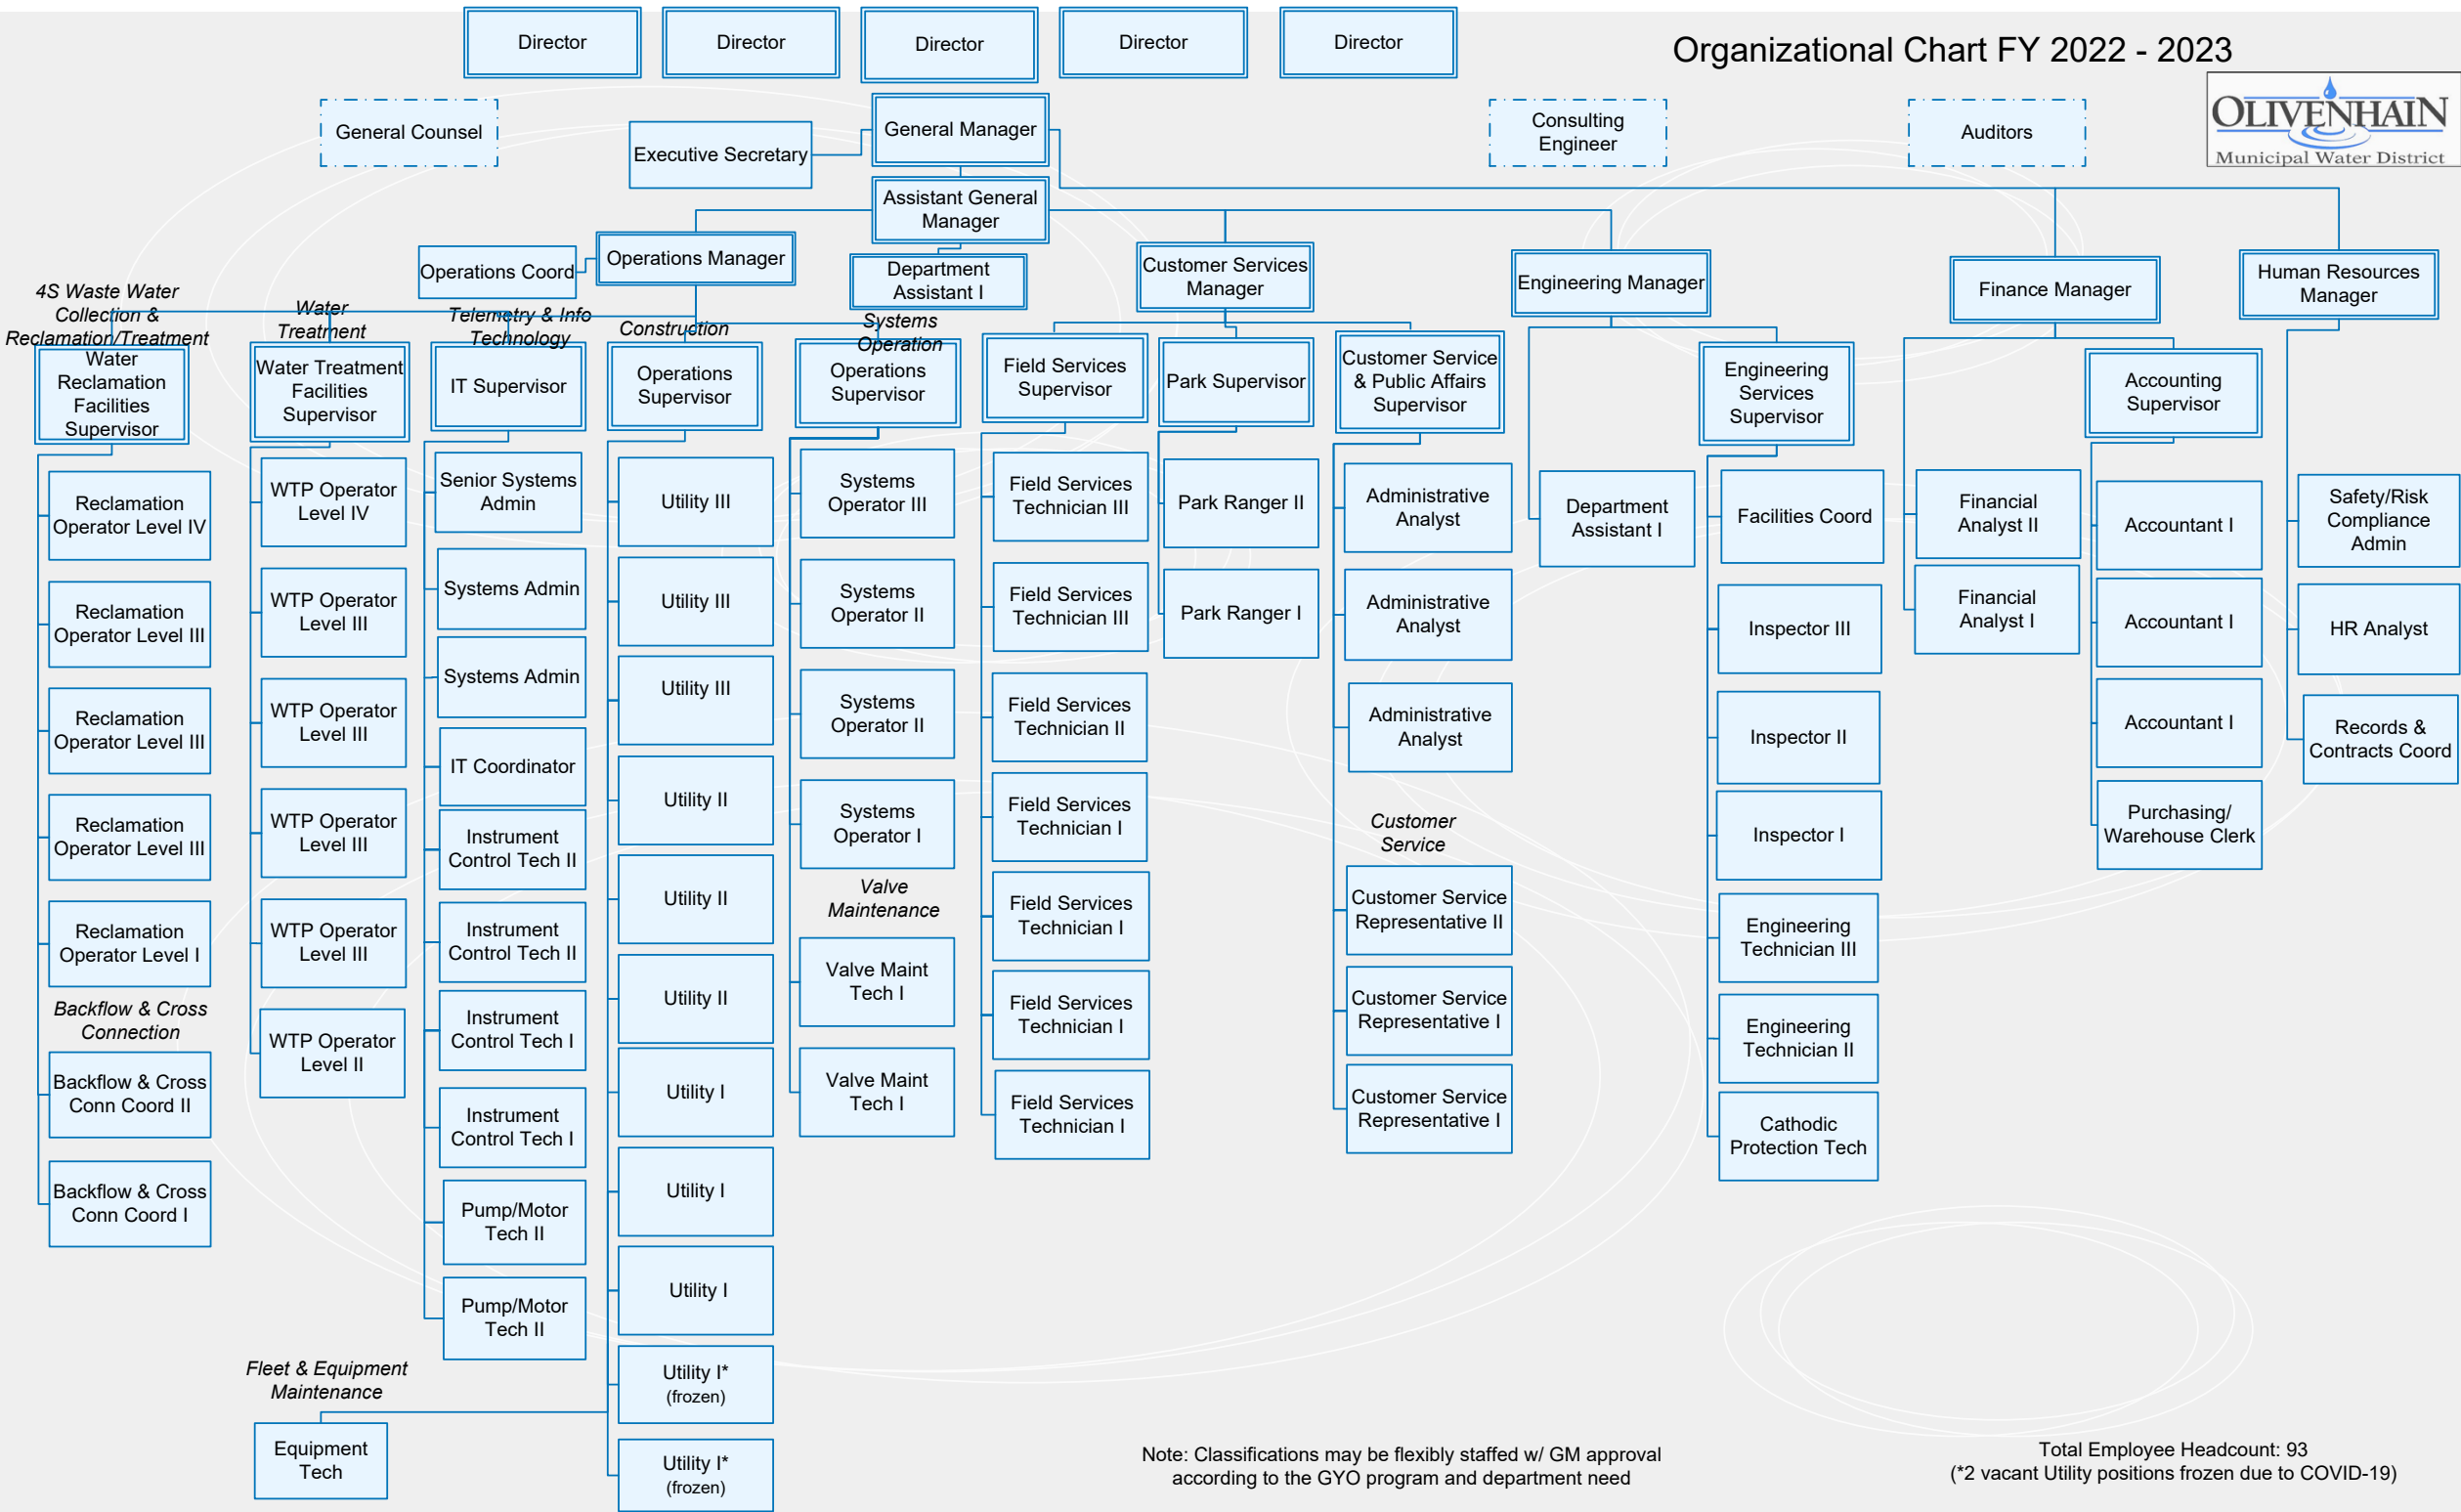 Director
Director
Director
Director
Director
Organizational Chart FY 2022 - 2023
OLIVENHAIN
Municipal Water District
General Counsel
Executive Secretary
General Manager
Consulting
Engineer
Auditors
Assistant General
Manager
Operations Coord
Operations Manager
Department
Assistant I
Customer Services
Manager
Engineering Manager
Finance Manager
Human Resources
Manager
4S Waste Water
Collection &
Reclamation/Treatment
Water
Reclamation
Facilities
Supervisor
Reclamation
Operator Level IV
Reclamation
Operator Level III
Reclamation
Operator Level III
Reclamation
Operator Level III
Reclamation
Operator Level I
Backflow & Cross
Connection
Backflow & Cross
Conn Coord II
Backflow & Cross
Conn Coord I
Water
Treatment
Water Treatment
Facilities
Supervisor
WTP Operator
Level IV
WTP Operator
Level III
WTP Operator
Level III
WTP Operator
Level III
WTP Operator
Level III
WTP Operator
Level II
Fleet & Equipment
Maintenance
Equipment
Tech
Telemetry & Info
Technology
IT Supervisor
Senior Systems
Admin
Systems Admin
Systems Admin
IT Coordinator
Instrument
Control Tech II
Instrument
Control Tech II
Instrument
Control Tech I
Instrument
Control Tech I
Pump/Motor
Tech II
Pump/Motor
Tech II
Construction
Operations
Supervisor
Utility III
Utility III
Utility III
Utility II
Utility II
Utility II
Utility I
Utility I
Utility I
Utility I*
(frozen)
Utility I*
(frozen)
Systems
Operation
Operations
Supervisor
Systems
Operator III
Systems
Operator II
Systems
Operator II
Systems
Operator I
Valve
Maintenance
Valve Maint
Tech I
Valve Maint
Tech I
Field Services
Supervisor
Field Services
Technician III
Field Services
Technician III
Field Services
Technician II
Field Services
Technician I
Field Services
Technician I
Field Services
Technician I
Field Services
Technician I
Park Supervisor
Park Ranger II
Park Ranger I
Customer Service
& Public Affairs
Supervisor
Administrative
Analyst
Administrative
Analyst
Administrative
Analyst
Customer
Service
Customer Service
Representative II
Customer Service
Representative I
Customer Service
Representative I
Department
Assistant I
Engineering
Services
Supervisor
Facilities Coord
Inspector III
Inspector II
Inspector I
Engineering
Technician III
Engineering
Technician II
Cathodic
Protection Tech
Financial
Analyst II
Financial
Analyst I
Accounting
Supervisor
Accountant I
Accountant I
Accountant I
Purchasing/
Warehouse Clerk
Safety/Risk
Compliance
Admin
HR Analyst
Records &
Contracts Coord
Note: Classifications may be flexibly staffed w/ GM approval
according to the GYO program and department need
Total Employee Headcount: 93
(*2 vacant Utility positions frozen due to COVID-19)